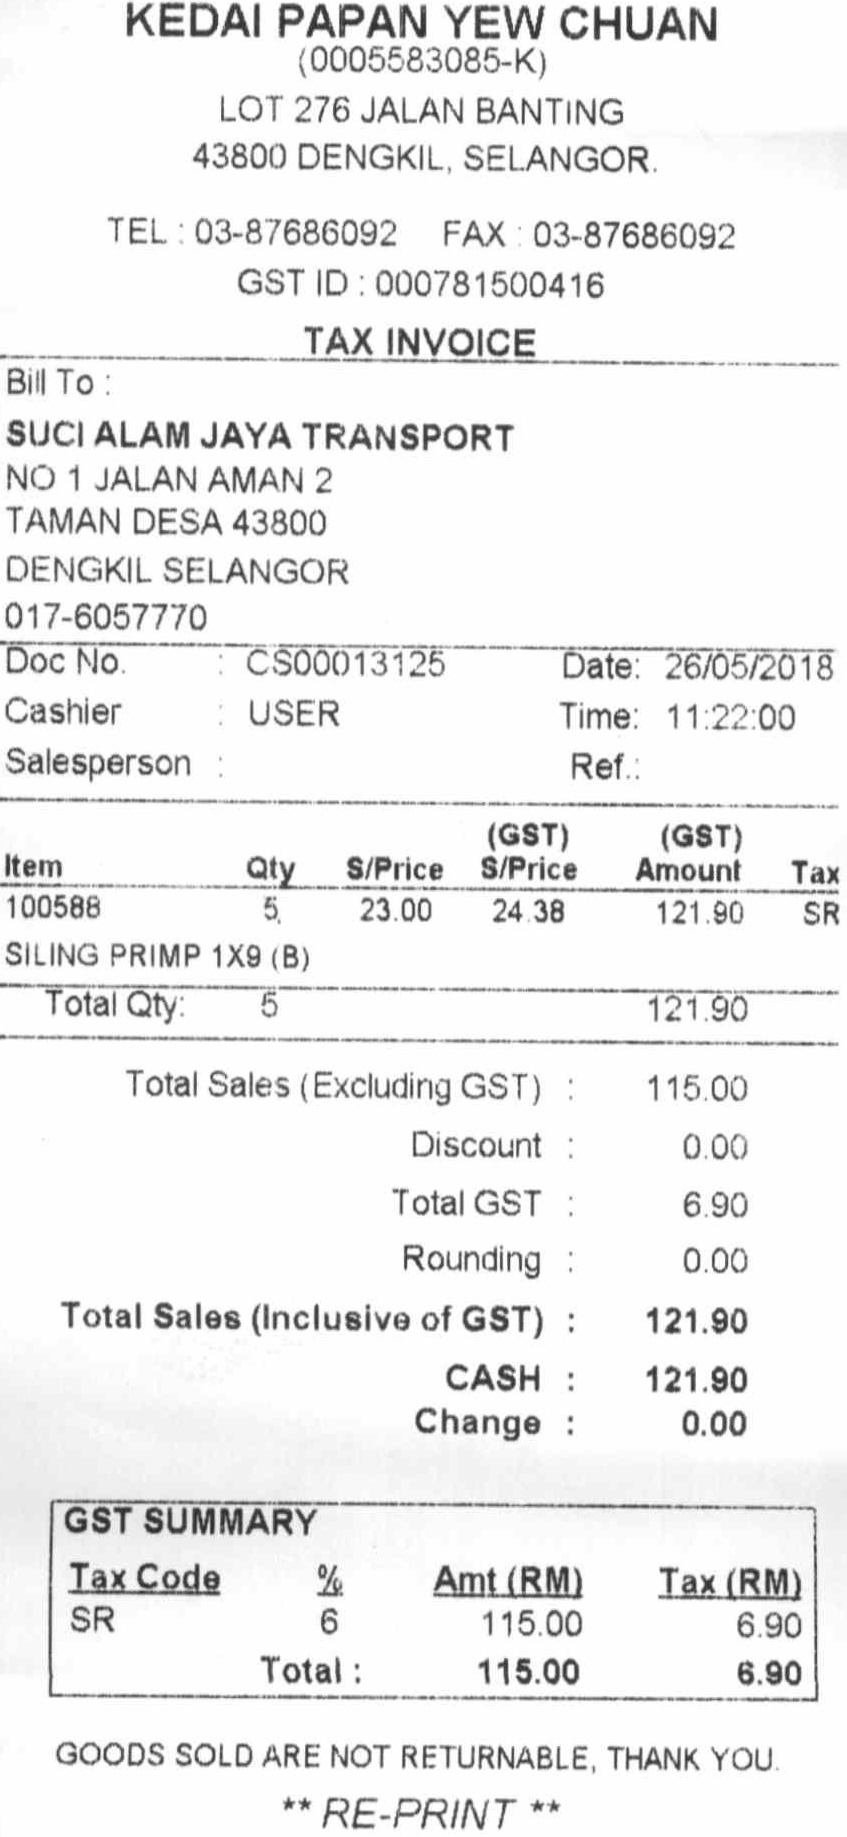 KEDAI PAPAN YEW CHUAN
(0005583085-K)
LOT 276 JALAN BANTING
43800 DENGKIL, SELANGOR.
TEL : 03-87686092 FAX : 03-87686092
GST ID : 000781500416
TAX INVOICE
Bill To :
SUCI ALAM JAYA TRANSPORT
NO 1 JALAN AMAN 2
TAMAN DESA 43800
DENGKIL SELANGOR
017-6057770
Doc No. : CS00013125 Date: 26/05/2018
Cashier : USER Time: 11:22:00
Salesperson : Ref.:
(GST) (GST)
Item Qty S/Price S/Price Amount Tax
100588 5 23.00 24.38 121.90 SR
SILING PRIMP 1X9 (B)
Total Qty: 5 121.90
Total Sales (Excluding GST) : 115.00
Discount : 0.00
Total GST : 6.90
Rounding : 0.00
Total Sales (Inclusive of GST) : 121.90
CASH : 121.90
Change : 0.00
GST SUMMARY
Tax Code % Amt (RM) Tax (RM)
SR 6 115.00 6.90
Total : 115.00 6.90
GOODS SOLD ARE NOT RETURNABLE, THANK YOU.
** RE-PRINT **